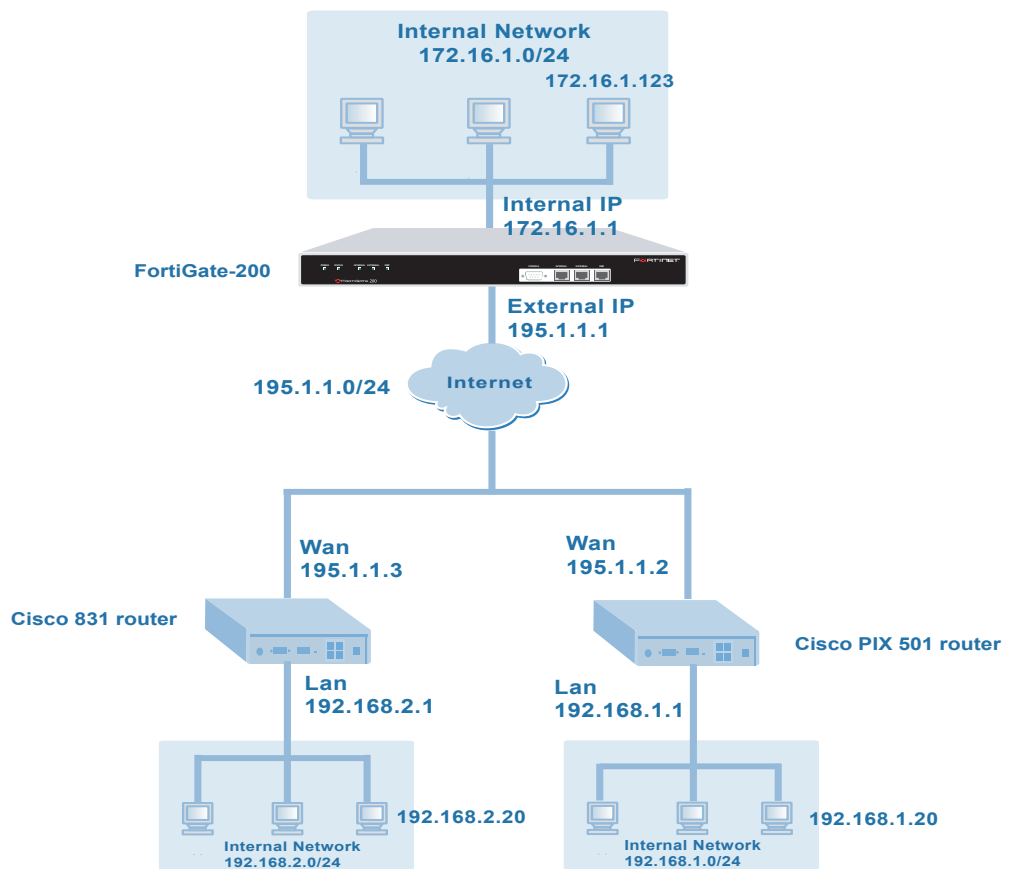 Internal Network
172.16.1.0/24
172.16.1.123
Internal IP
172.16.1.1
FortiGate-200
FORTINET
200
External IP
195.1.1.1
195.1.1.0/24
Internet
Wan
195.1.1.3
Wan
195.1.1.2
Cisco 831 router
Cisco PIX 501 router
Lan
192.168.2.1
Lan
192.168.1.1
192.168.2.20
192.168.1.20
Internal Network
192.168.2.0/24
Internal Network
192.168.1.0/24